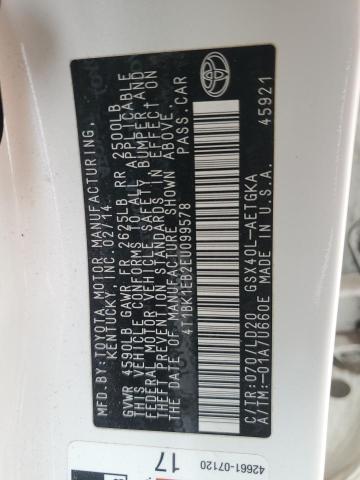 MFD.BY:TOYOTA MOTOR MANUFACTURING,
KENTUCKY, INC. 02/14
GVWR 4590LB GAWR FR 2625LB RR 2500LB
THIS VEHICLE CONFORMS TO ALL APPLICABLE
FEDERAL MOTOR VEHICLE SAFETY, BUMPER, AND
THEFT PREVENTION STANDARDS IN EFFECT ON
THE DATE OF MANUFACTURE SHOWN ABOVE.
4T1BK1EB2EU099578 PASS.CAR
C/TR:070/LD20 GSX40L-AETGKA
A/TM:-01A/U660E MADE IN U.S.A.
45921
42661-07120
17